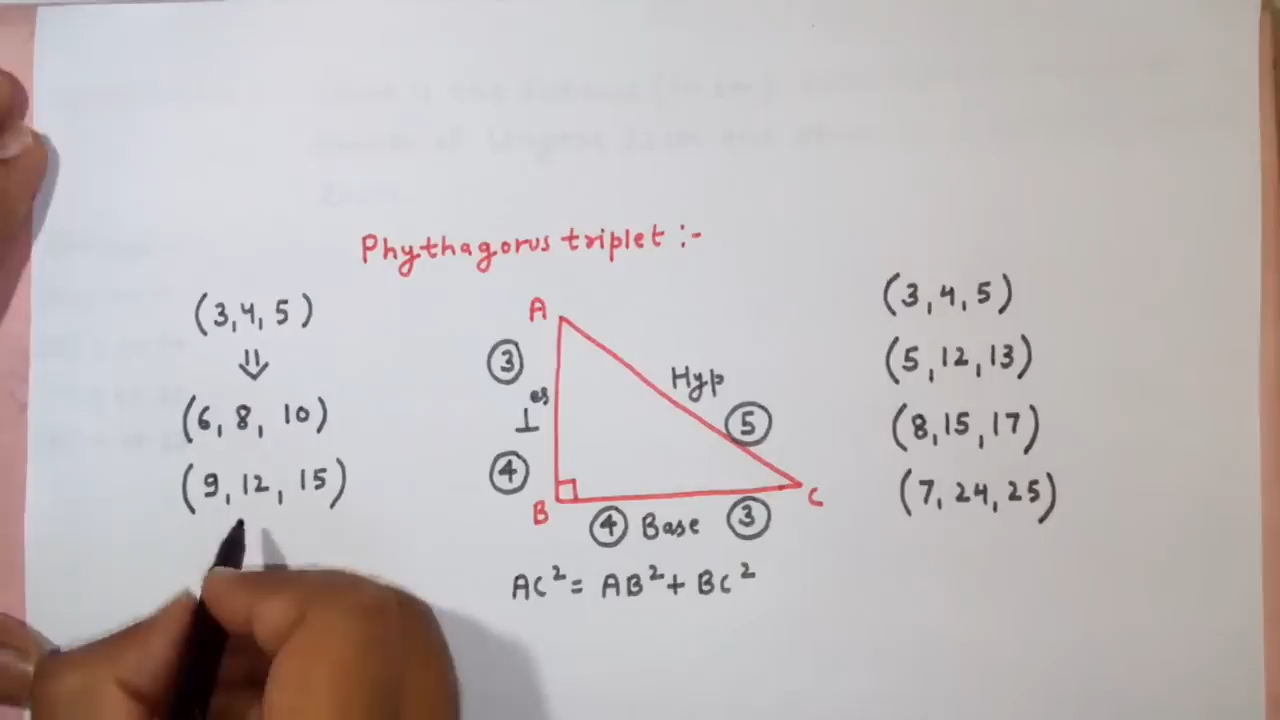 Phythagorus triplet :-
(3,4,5)
⇓
(6, 8, 10)
(9, 12, 15)
A
3
⊥es
4
B
Hyp
5
C
4 Base 3
AC² = AB² + BC²
(3,4,5)
(5,12,13)
(8,15,17)
(7,24,25)